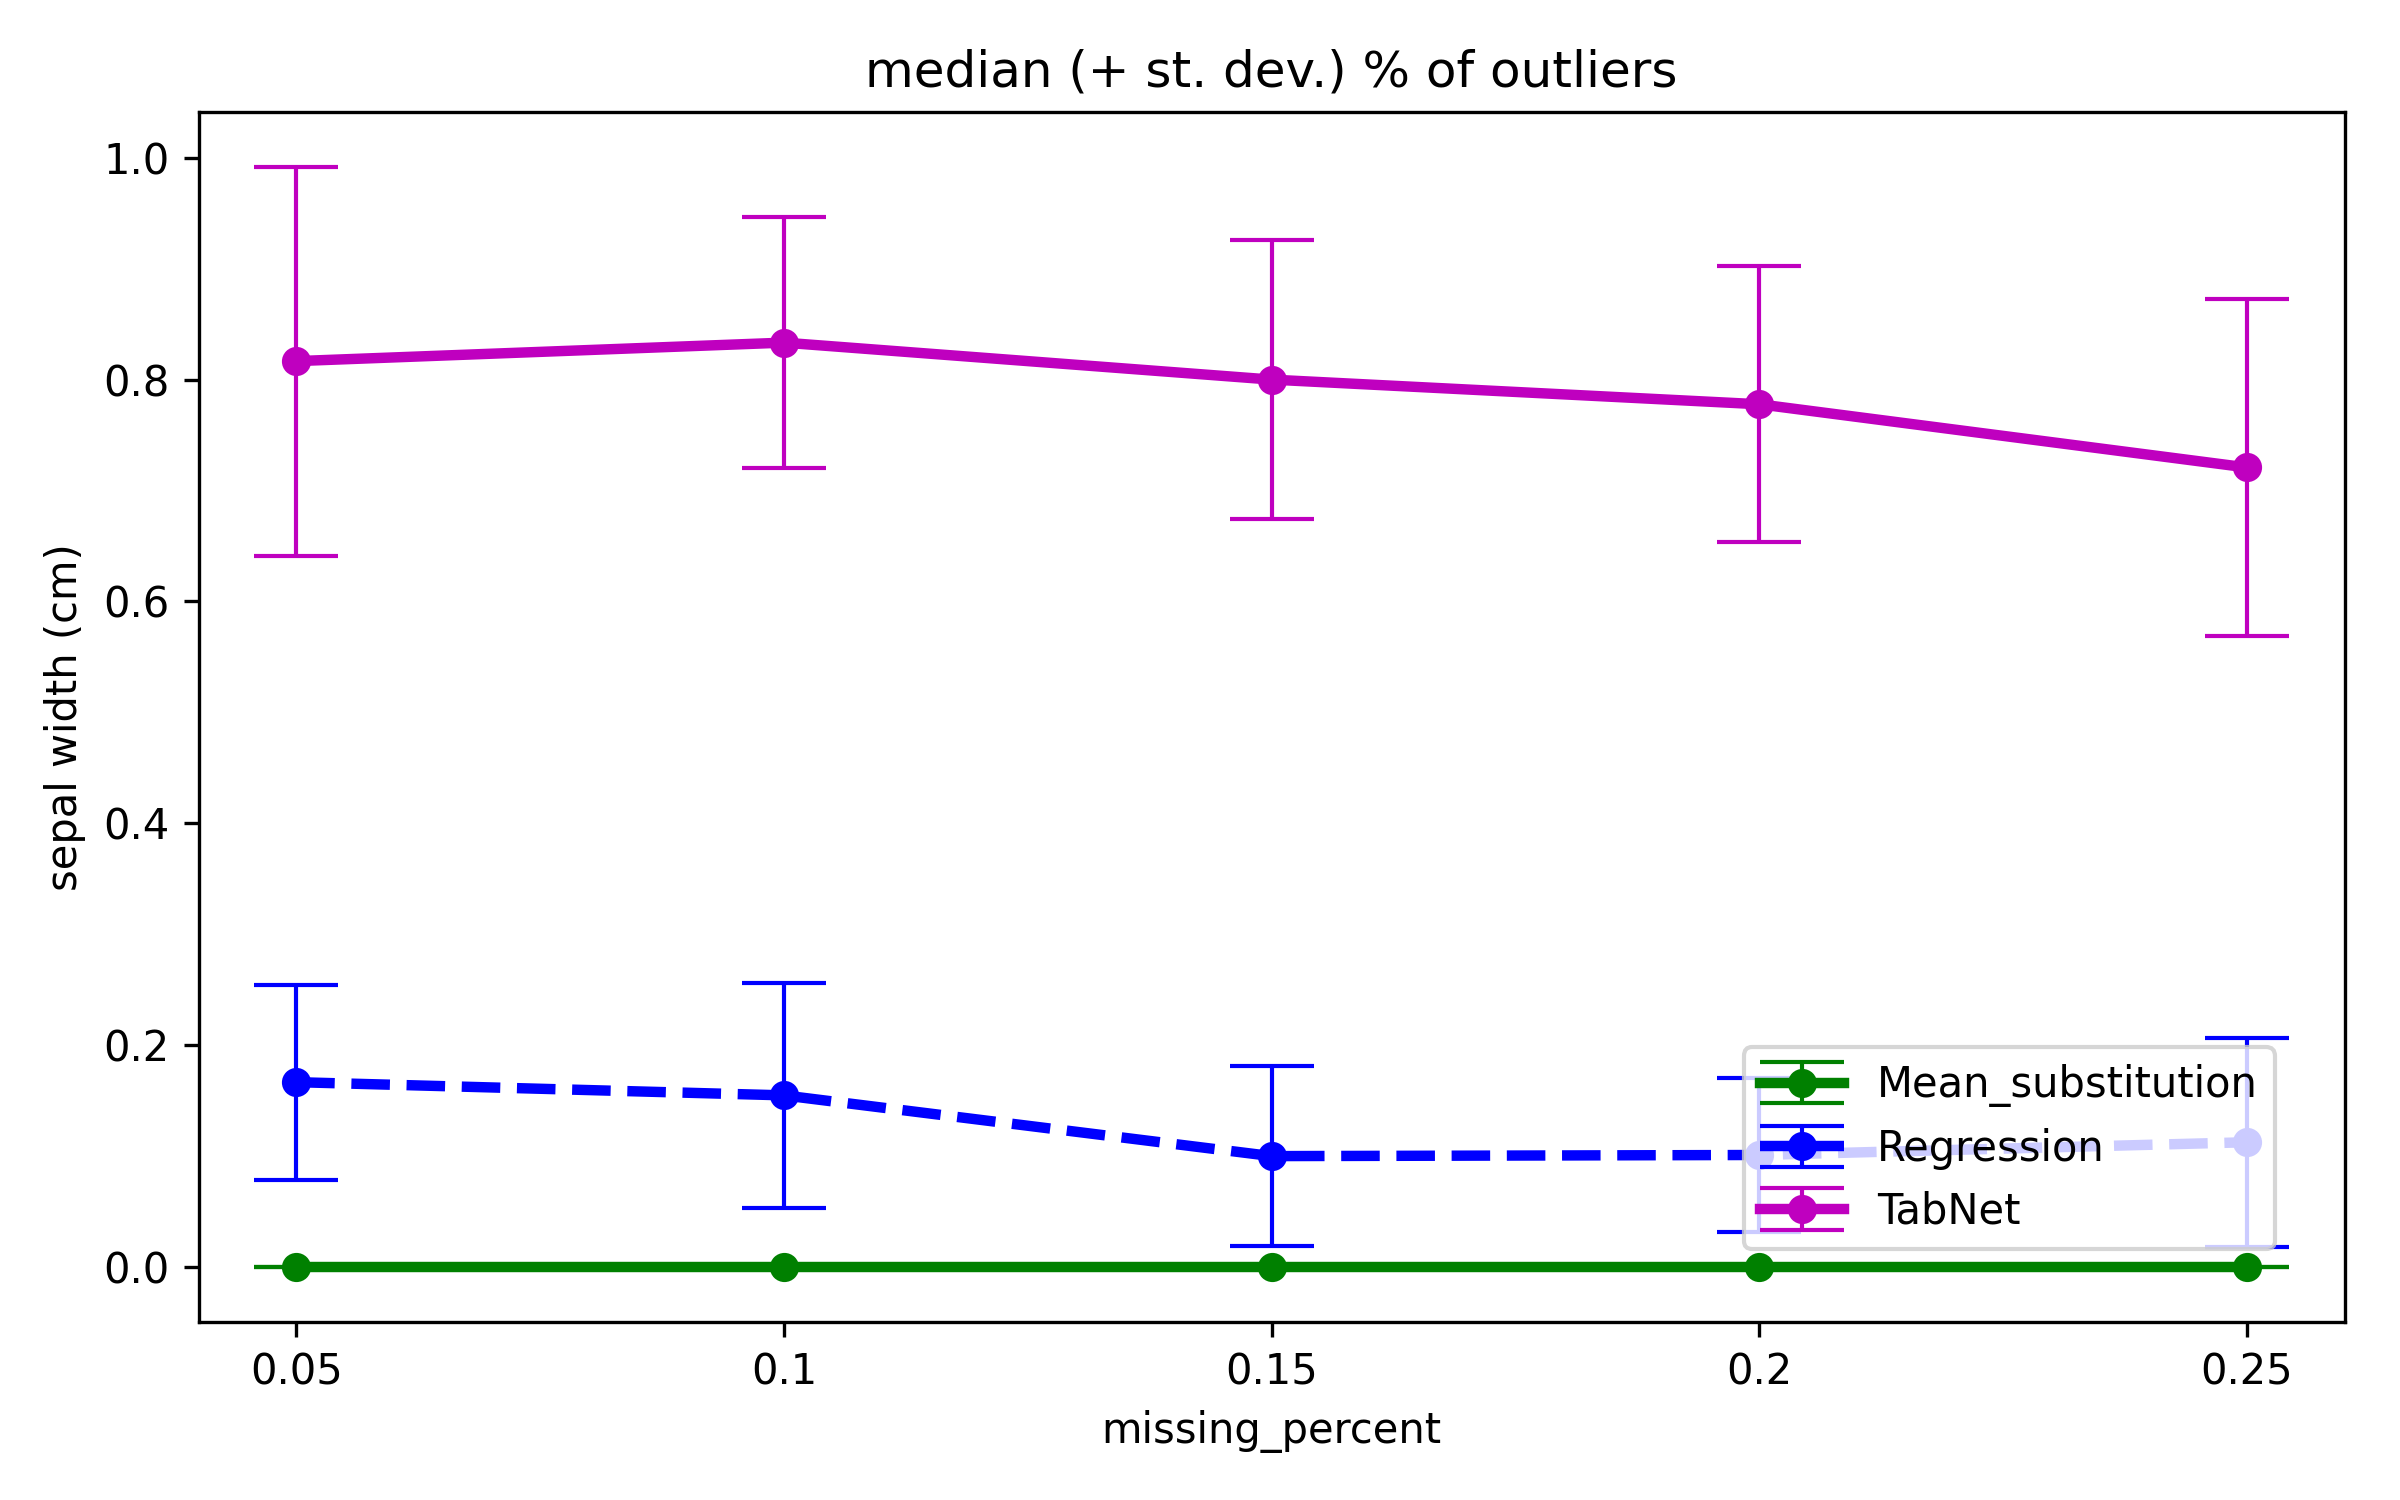 median (+ st. dev.) % of outliers
1.0
0.8
0.6
0.4
0.2
0.0
sepal width (cm)
Mean_substitution
Regression
TabNet
0.05 0.1 0.15 0.2 0.25
missing_percent